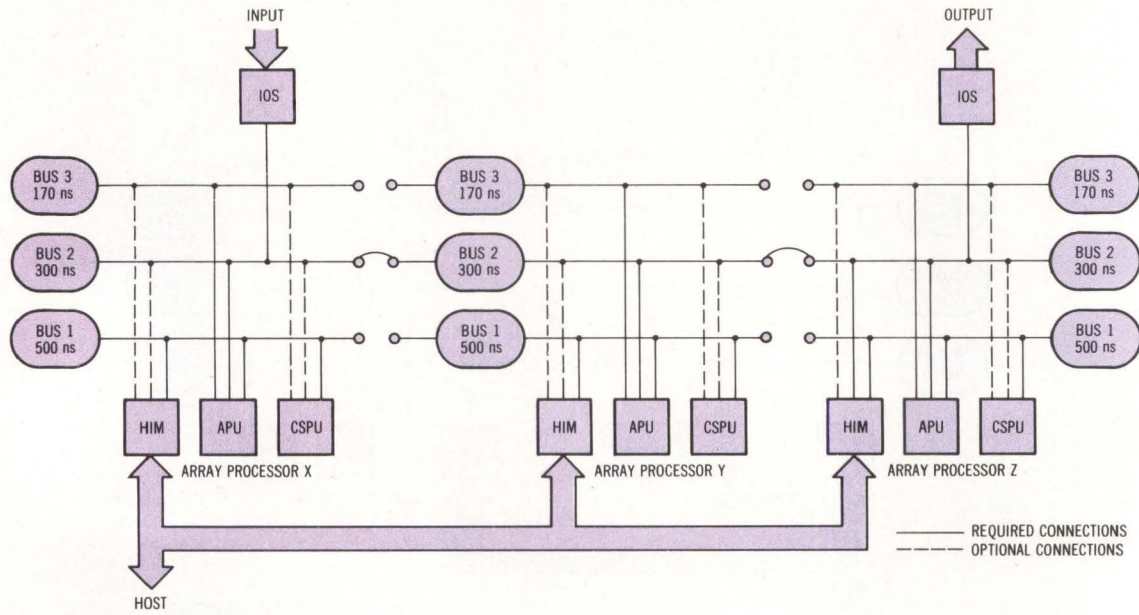 INPUT
OUTPUT
IOS
IOS
BUS 3
170 ns
BUS 3
170 ns
BUS 3
170 ns
BUS 2
300 ns
BUS 2
300 ns
BUS 2
300 ns
BUS 1
500 ns
BUS 1
500 ns
BUS 1
500 ns
HIM
APU
CSPU
HIM
APU
CSPU
HIM
APU
CSPU
ARRAY PROCESSOR X
ARRAY PROCESSOR Y
ARRAY PROCESSOR Z
REQUIRED CONNECTIONS
OPTIONAL CONNECTIONS
HOST